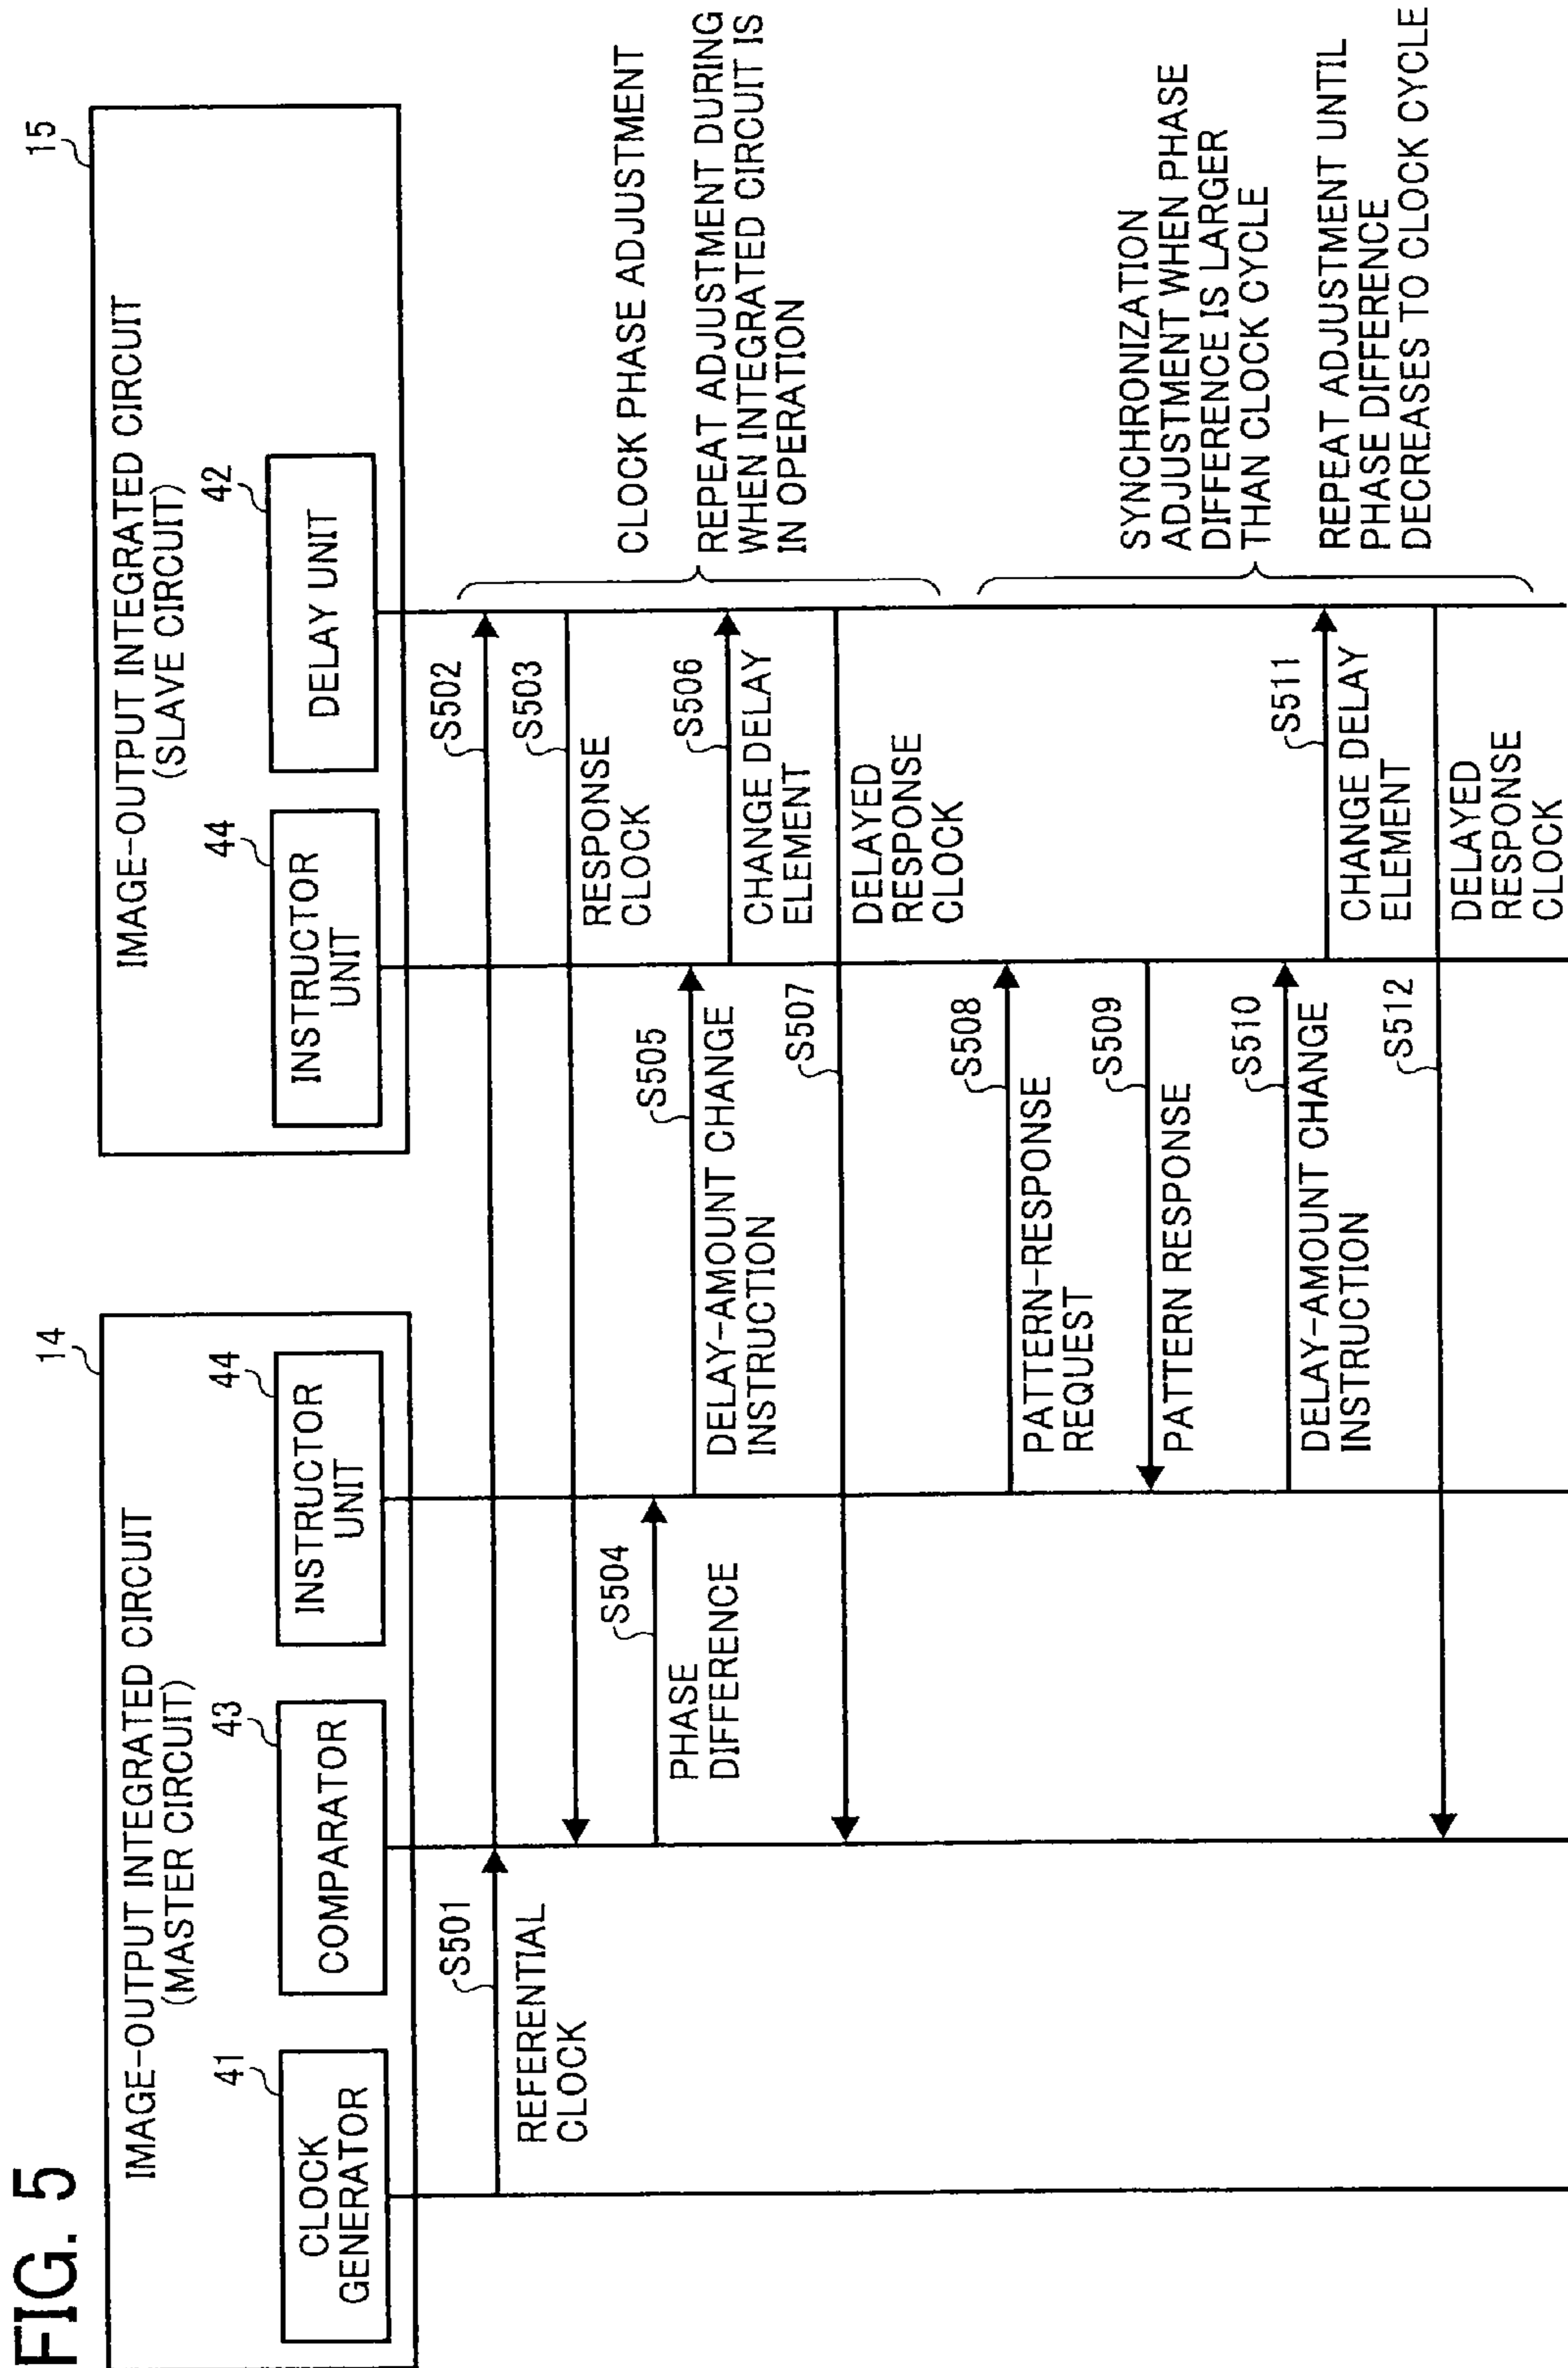 FIG. 5
14
IMAGE-OUTPUT INTEGRATED CIRCUIT
(MASTER CIRCUIT)
41
CLOCK
GENERATOR
43
COMPARATOR
44
INSTRUCTOR
UNIT
15
IMAGE-OUTPUT INTEGRATED CIRCUIT
(SLAVE CIRCUIT)
44
INSTRUCTOR
UNIT
42
DELAY UNIT
S501
REFERENTIAL
CLOCK
S502
S503
RESPONSE
CLOCK
S504
PHASE
DIFFERENCE
S505
DELAY-AMOUNT CHANGE
INSTRUCTION
S506
CHANGE DELAY
ELEMENT
S507
DELAYED
RESPONSE
CLOCK
CLOCK PHASE ADJUSTMENT
REPEAT ADJUSTMENT DURING
WHEN INTEGRATED CIRCUIT IS
IN OPERATION
S508
PATTERN-RESPONSE
REQUEST
S509
PATTERN RESPONSE
S510
DELAY-AMOUNT CHANGE
INSTRUCTION
S511
CHANGE DELAY
ELEMENT
S512
DELAYED
RESPONSE
CLOCK
SYNCHRONIZATION
ADJUSTMENT WHEN PHASE
DIFFERENCE IS LARGER
THAN CLOCK CYCLE
REPEAT ADJUSTMENT UNTIL
PHASE DIFFERENCE
DECREASES TO CLOCK CYCLE